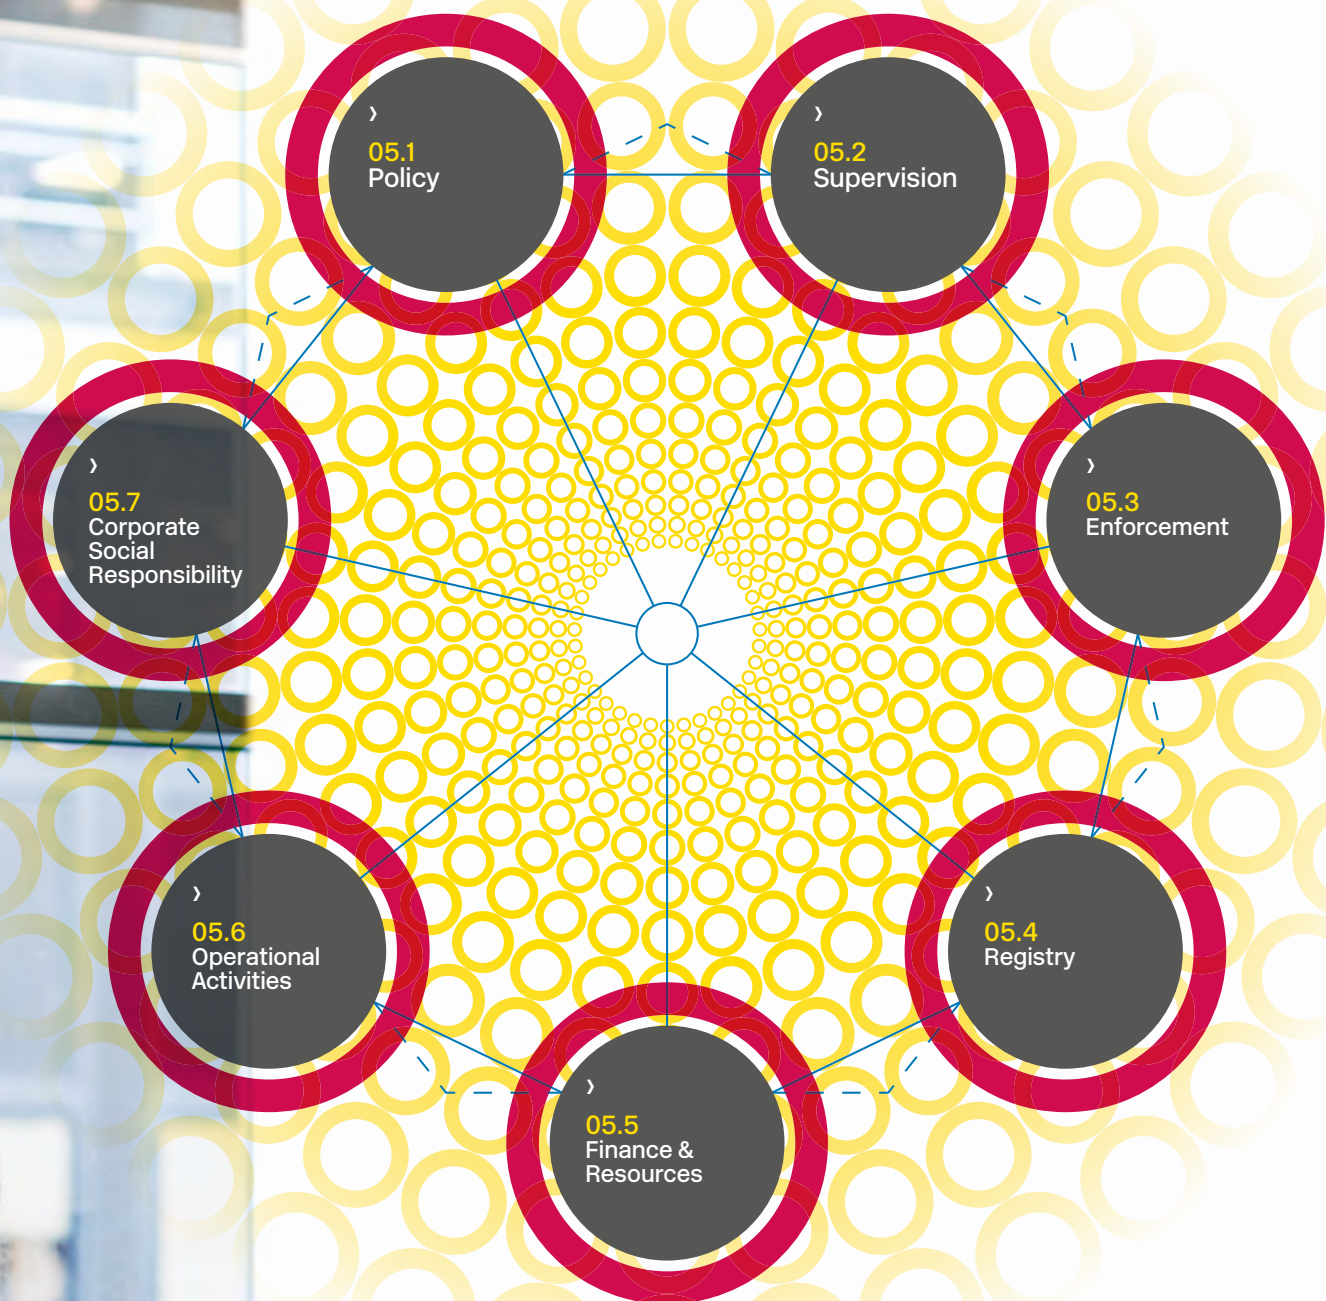 ›
05.1
Policy
›
05.2
Supervision
›
05.3
Enforcement
›
05.4
Registry
›
05.5
Finance &
Resources
›
05.6
Operational
Activities
›
05.7
Corporate
Social
Responsibility